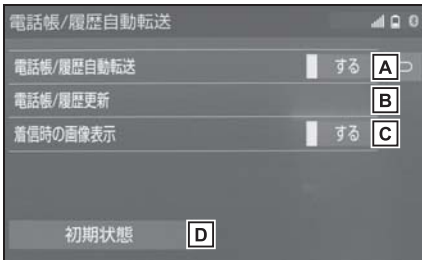 電話帳/履歴自動転送
電話帳/履歴自動転送 する A
電話帳/履歴更新 B
着信時の画像表示 する C
初期状態 D